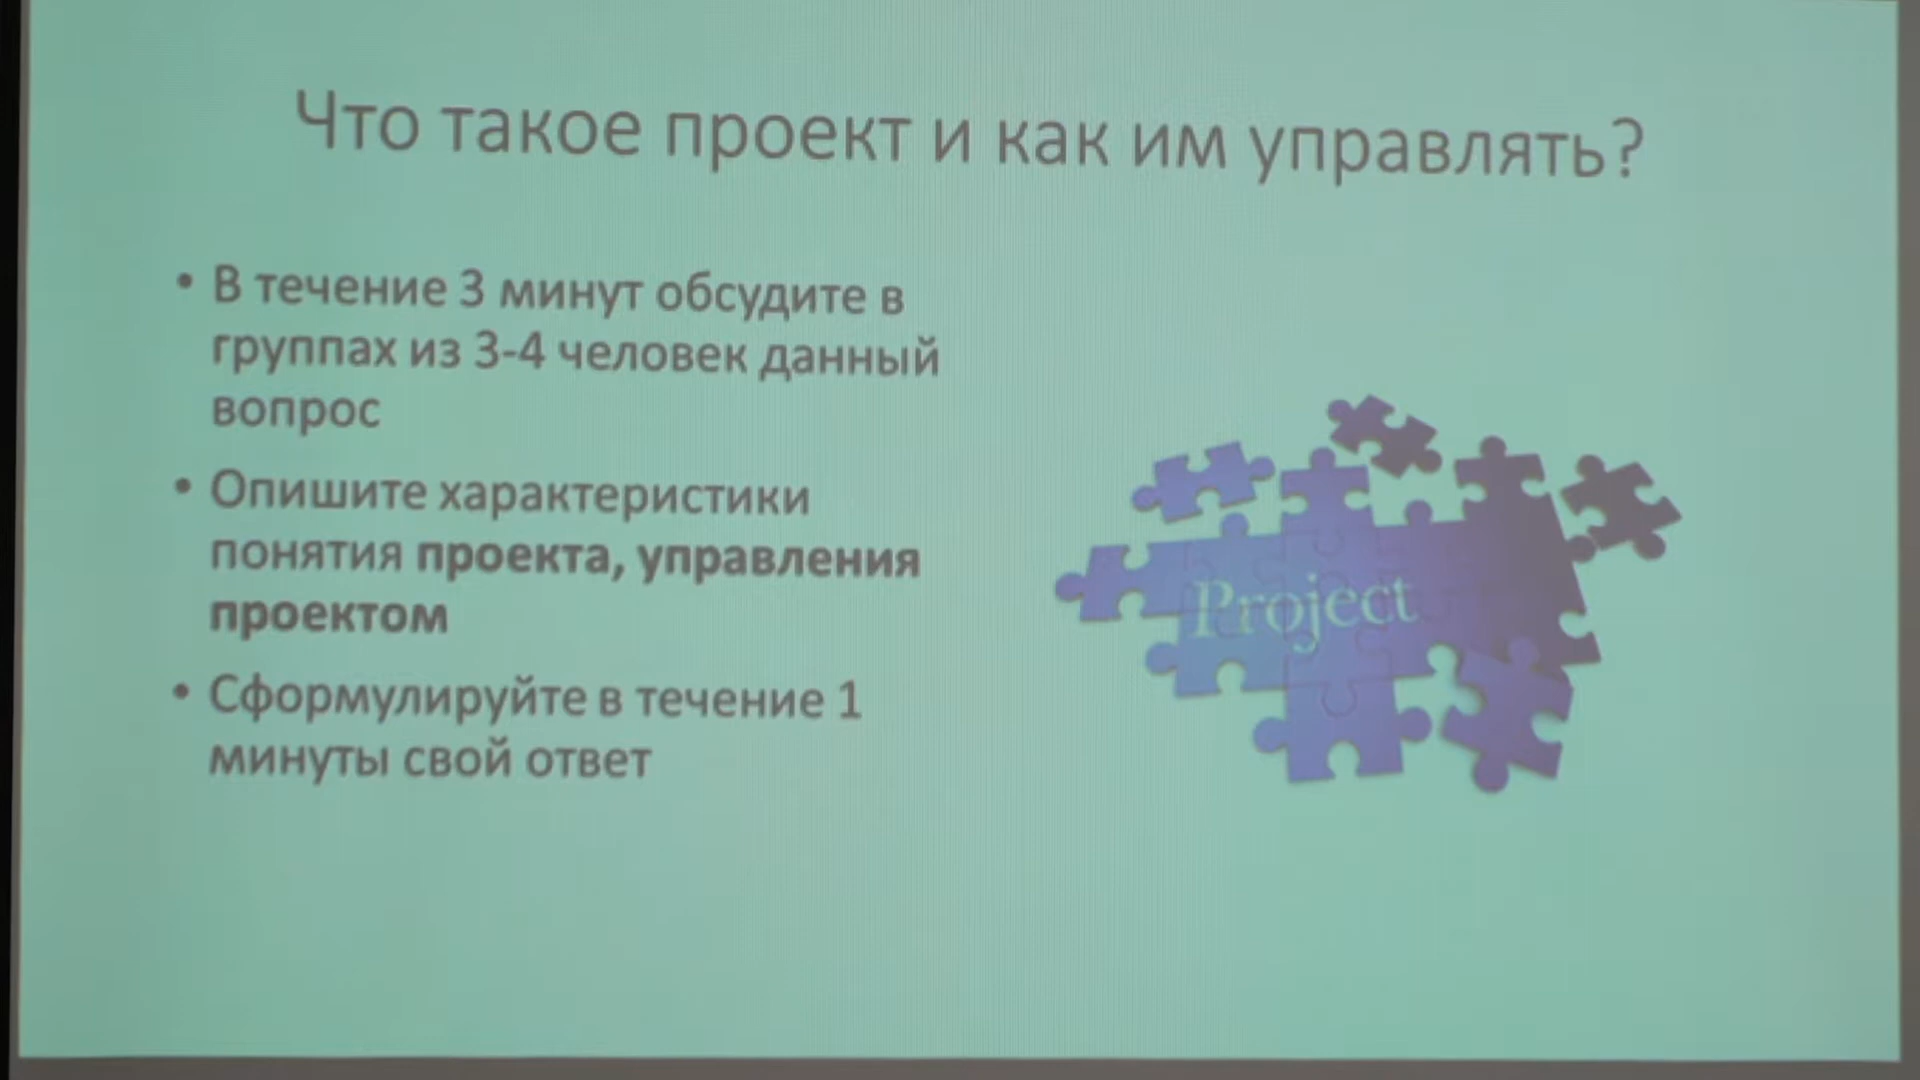 Что такое проект и как им управлять?
• В течение 3 минут обсудите в
группах из 3-4 человек данный
вопрос
• Опишите характеристики
понятия проекта, управления
проектом
• Сформулируйте в течение 1
минуты свой ответ
Project